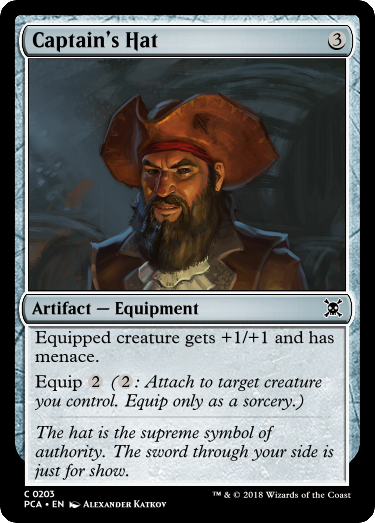 Captain's Hat 3
Artifact — Equipment
Equipped creature gets +1/+1 and has
menace.
Equip 2 (2: Attach to target creature
you control. Equip only as a sorcery.)
The hat is the supreme symbol of
authority. The sword through your side is
just for show.
C 0203
PCA • EN Alexander Katkov
™ & © 2018 Wizards of the Coast